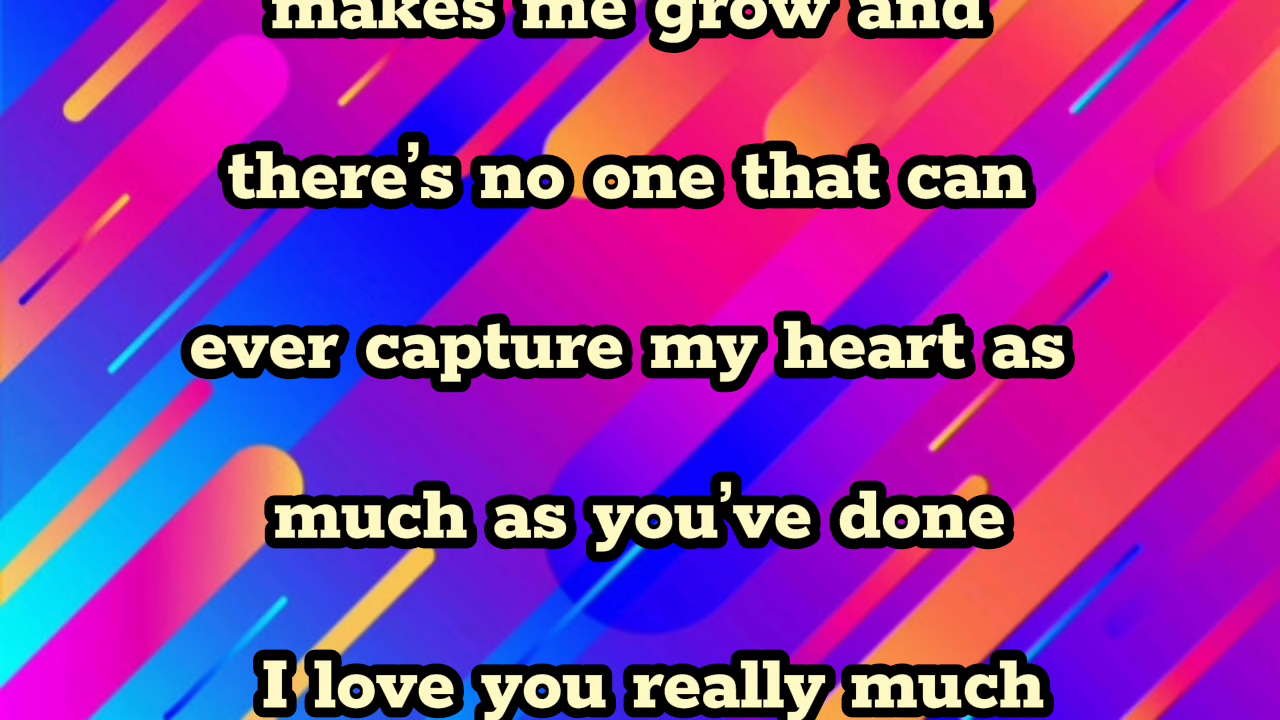 makes me grow and
there's no one that can
ever capture my heart as
much as you've done
I love you really much